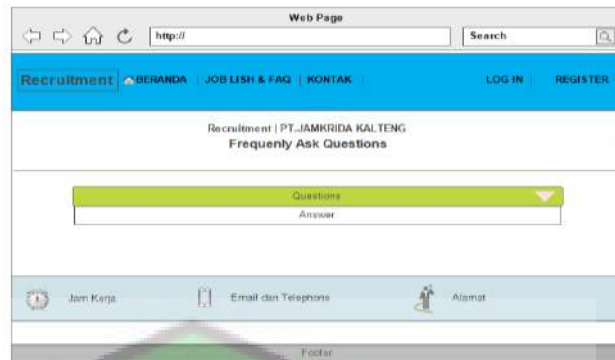 Web Page
http://
Search
Recruitment BERANDA | JOB LISH & FAQ | KONTAK | LOG IN | REGISTER
Recruitment | PT.JAMKRIDA KALTENG
Frequenly Ask Questions
Questions
Answer
Jam Kerja Email dan Telephone Alamat
Footer